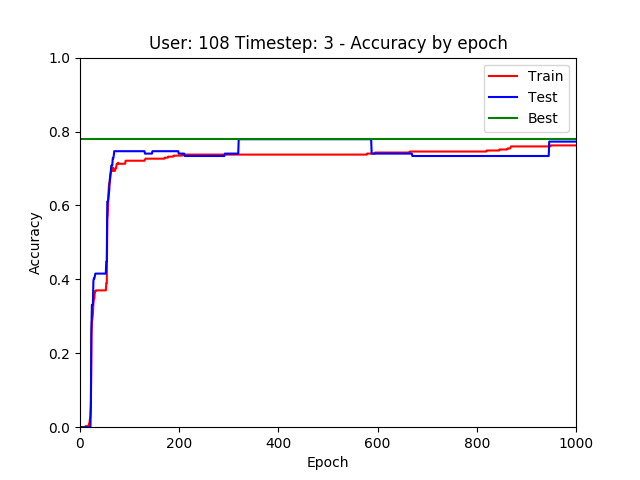 User: 108 Timestep: 3 - Accuracy by epoch
1.0
0.8
0.6
0.4
0.2
0.0
Accuracy
Train
Test
Best
0 200 400 600 800 1000
Epoch